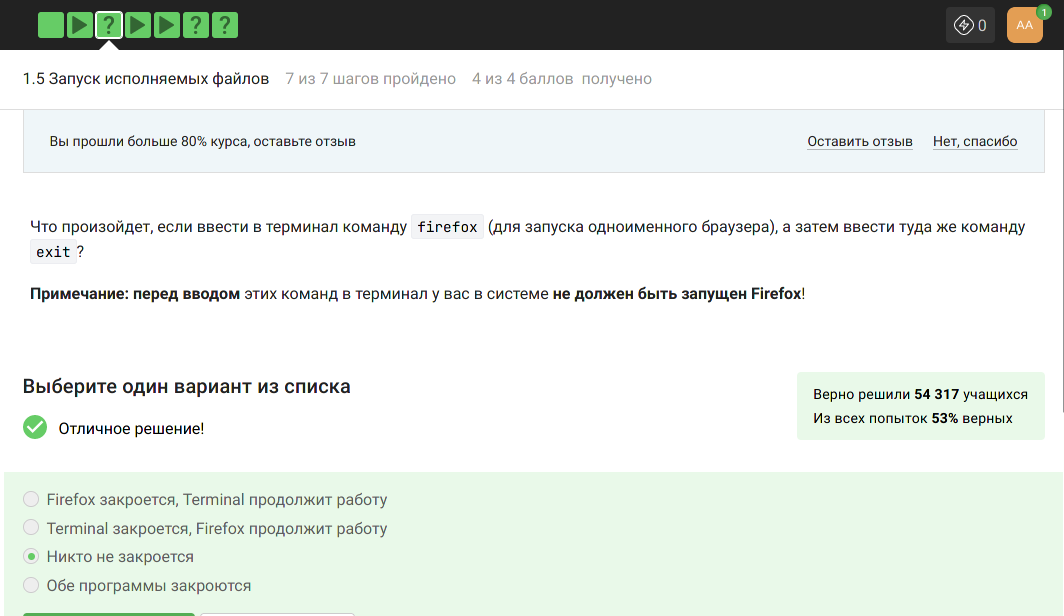 ? ? ?
0
AA
1
1.5 Запуск исполняемых файлов 7 из 7 шагов пройдено 4 из 4 баллов получено
Вы прошли больше 80% курса, оставьте отзыв Оставить отзыв Нет, спасибо
Что произойдет, если ввести в терминал команду firefox (для запуска одноименного браузера), а затем ввести туда же команду
exit ?
Примечание: перед вводом этих команд в терминал у вас в системе не должен быть запущен Firefox!
Выберите один вариант из списка
Отличное решение!
Верно решили 54 317 учащихся
Из всех попыток 53% верных
Firefox закроется, Terminal продолжит работу
Terminal закроется, Firefox продолжит работу
Никто не закроется
Обе программы закроются